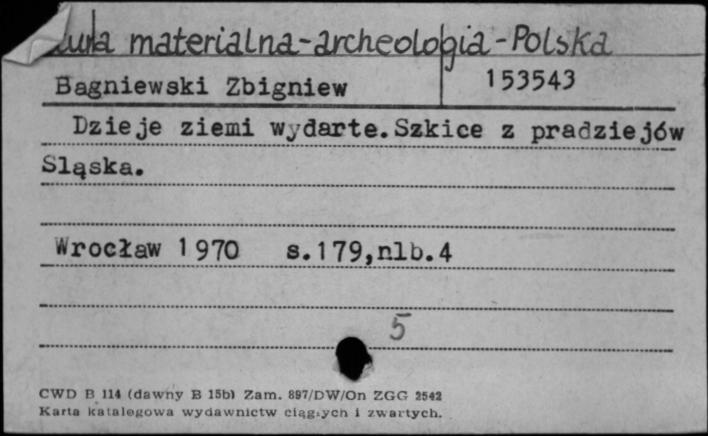 materialna-archeologia-Polska
Bagniewski Zbigniew 153543
Dzieje ziemi wydarte.Szkice z pradziejów
Sląska.
Wrocław 1970 s.179,nlb.4
5
CWD B 114 (dawny B 15b) Zam. 897/DW/On ZGG 2542
Karta katalogowa wydawnictw ciągłych i zwartych.